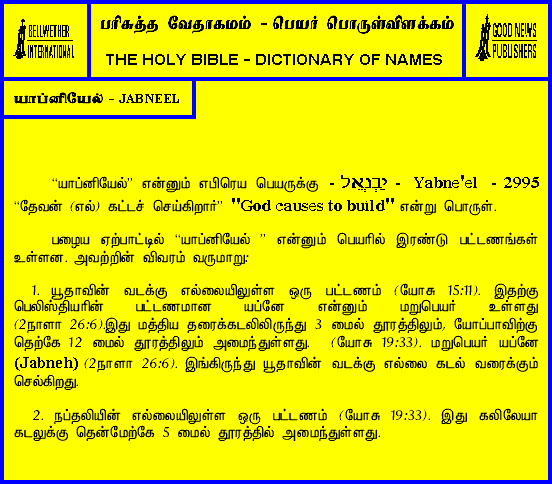 BELLWETHER
INTERNATIONAL
பரிசுத்த வேதாகமம் - பெயர் பொருள்விளக்கம்
THE HOLY BIBLE - DICTIONARY OF NAMES
GOOD NEWS
PUBLISHERS
யாப்னியேல் - JABNEEL
“யாப்னியேல்” என்னும் எபிரெய பெயருக்கு - יַבְנְאֵל - Yabne'el - 2995
“தேவன் (எல்) கட்டச் செய்கிறார்” "God causes to build" என்று பொருள்.
பழைய ஏற்பாட்டில் “யாப்னியேல் ” என்னும் பெயரில் இரண்டு பட்டணங்கள்
உள்ளன. அவற்றின் விவரம் வருமாறு:
1. யூதாவின் வடக்கு எல்லையிலுள்ள ஒரு பட்டணம் (யோசு 15:11). இதற்கு
பெலிஸ்தியரின் பட்டணமான யப்னே என்னும் மறுபெயர் உள்ளது
(2நாளா 26:6).இது மத்திய தரைக்கடலிலிருந்து 3 மைல் தூரத்திலும், யோப்பாவிற்கு
தெற்கே 12 மைல் தூரத்திலும் அமைந்துள்ளது. (யோசு 19:33). மறுபெயர் யப்னே
(Jabneh) (2நாளா 26:6). இங்கிருந்து யூதாவின் வடக்கு எல்லை கடல் வரைக்கும்
செல்கிறது.
2. நப்தலியின் எல்லையிலுள்ள ஒரு பட்டணம் (யோசு 19:33). இது கலிலேயா
கடலுக்கு தென்மேற்கே 5 மைல் தூரத்தில் அமைந்துள்ளது.